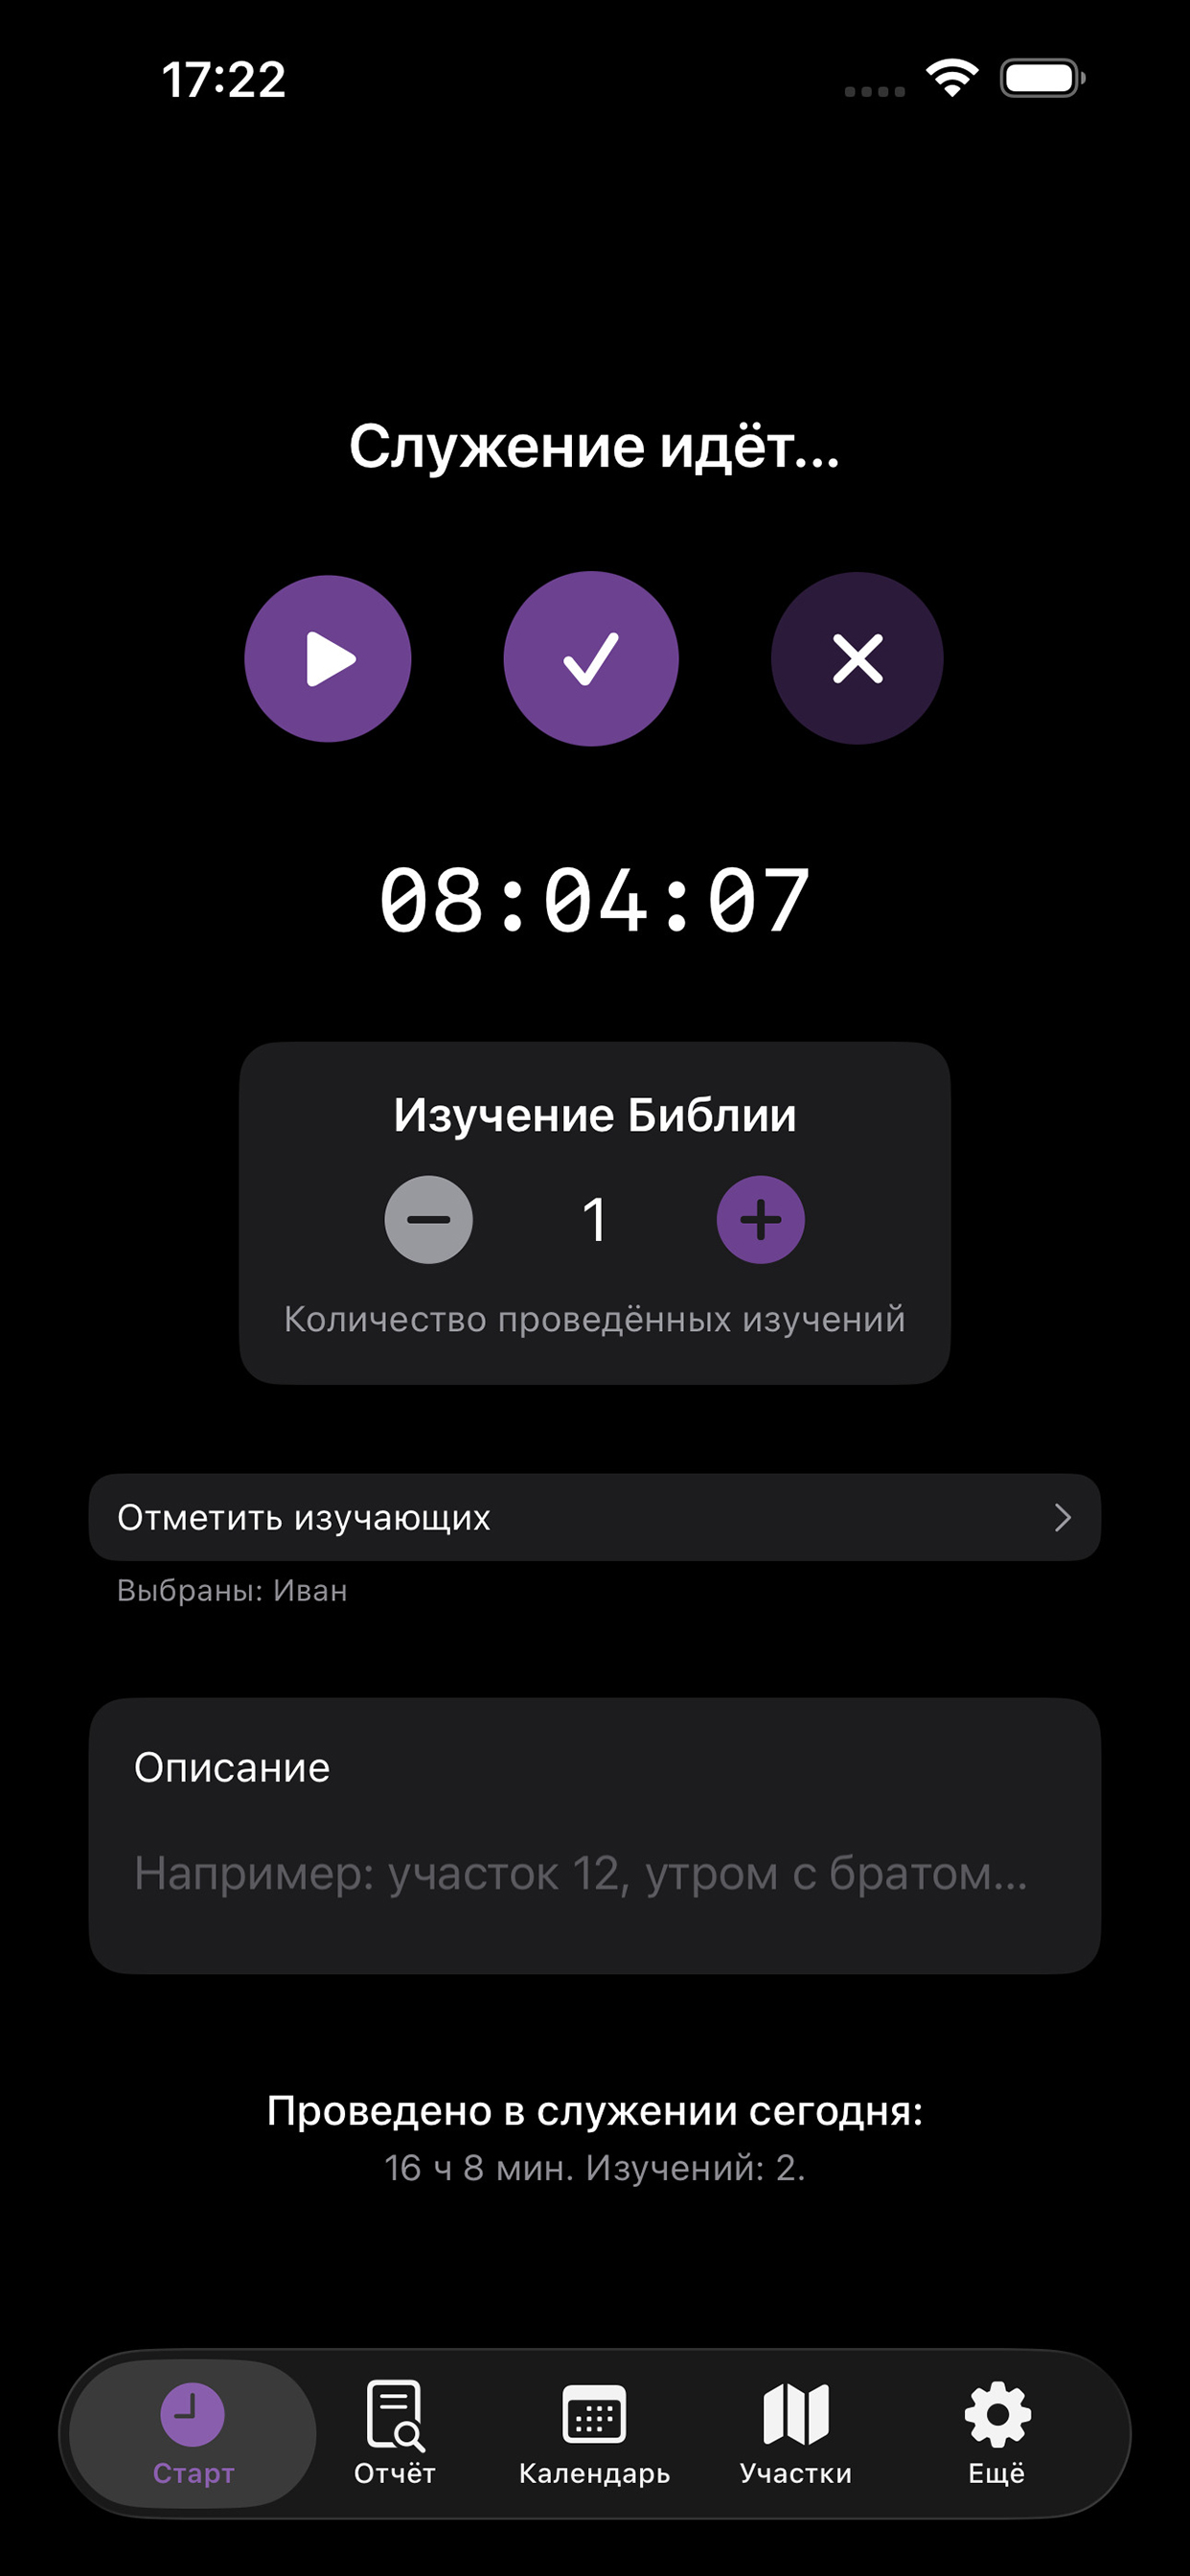 17:22
Служение идёт...
08:04:07
Изучение Библии
1
Количество проведённых изучений
Отметить изучающих
Выбраны: Иван
Описание
Например: участок 12, утром с братом...
Проведено в служении сегодня:
16 ч 8 мин. Изучений: 2.
Старт Отчёт Календарь Участки Ещё